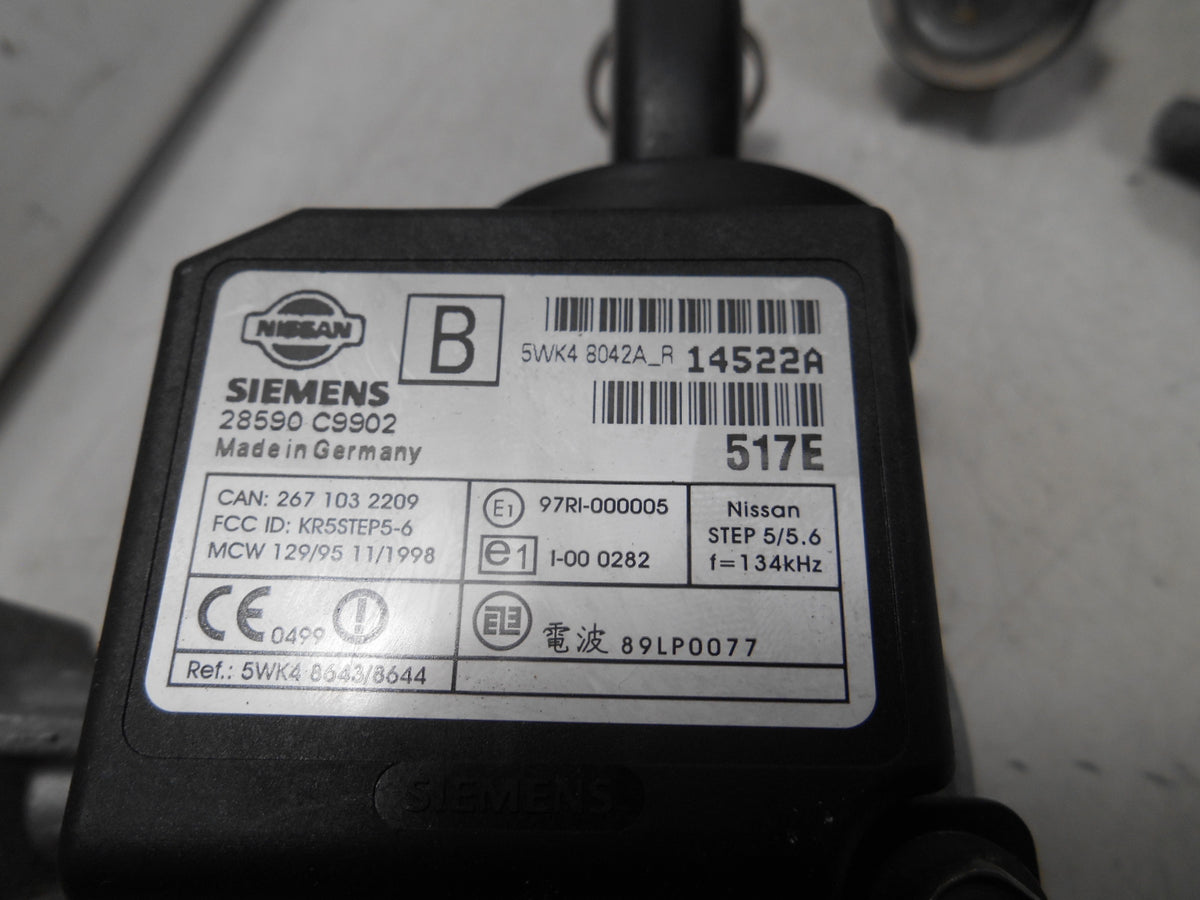 NISSAN
B
5WK4 8042A_R 14522A
SIEMENS
28590 C9902
Made in Germany
517E
CAN: 267 103 2209
FCC ID: KR5STEP5-6
MCW 129/95 11/1998
E1 97RI-000005
e1 I-00 0282
Nissan
STEP 5/5.6
f=134kHz
CE 0499
電波 89LP0077
Ref.: 5WK4 8643/8644
SIEMENS